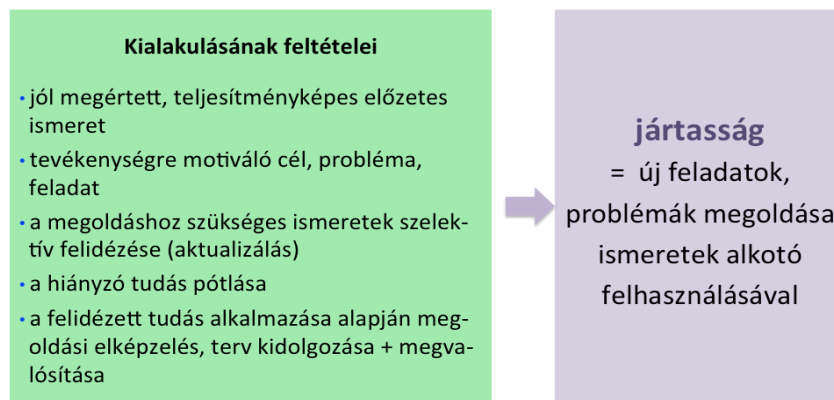 Kialakulásának feltételei
• jól megértett, teljesítményképes előzetes
ismeret
• tevékenységre motiváló cél, probléma,
feladat
• a megoldáshoz szükséges ismeretek szelek-
tív felidézése (aktualizálás)
• a hiányzó tudás pótlása
• a felidézett tudás alkalmazása alapján meg-
oldási elképzelés, terv kidolgozása + megva-
lósítása
jártasság
= új feladatok,
problémák megoldása
ismeretek alkotó
felhasználásával